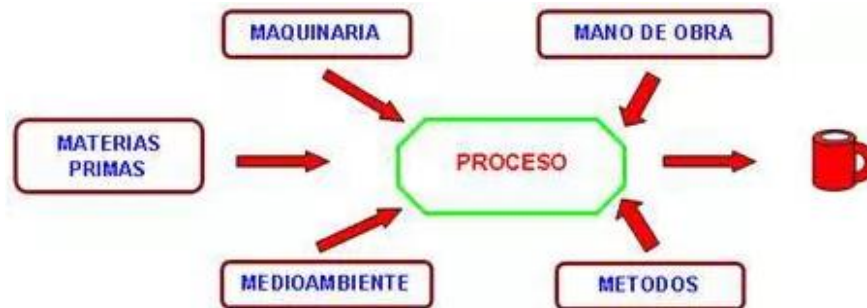 MAQUINARIA
MANO DE OBRA
MATERIAS
PRIMAS
PROCESO
MEDIOAMBIENTE
METODOS